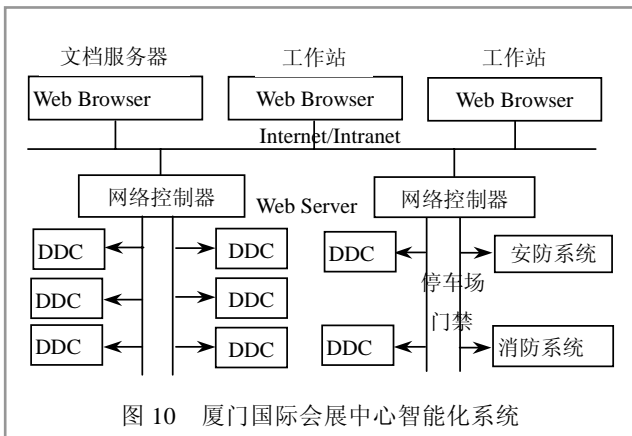 文档服务器 工作站 工作站
Web Browser Web Browser Web Browser
Internet/Intranet
网络控制器 Web Server 网络控制器
DDC DDC DDC 安防系统
停车场
DDC DDC
门禁
DDC DDC DDC 消防系统
图 10 厦门国际会展中心智能化系统